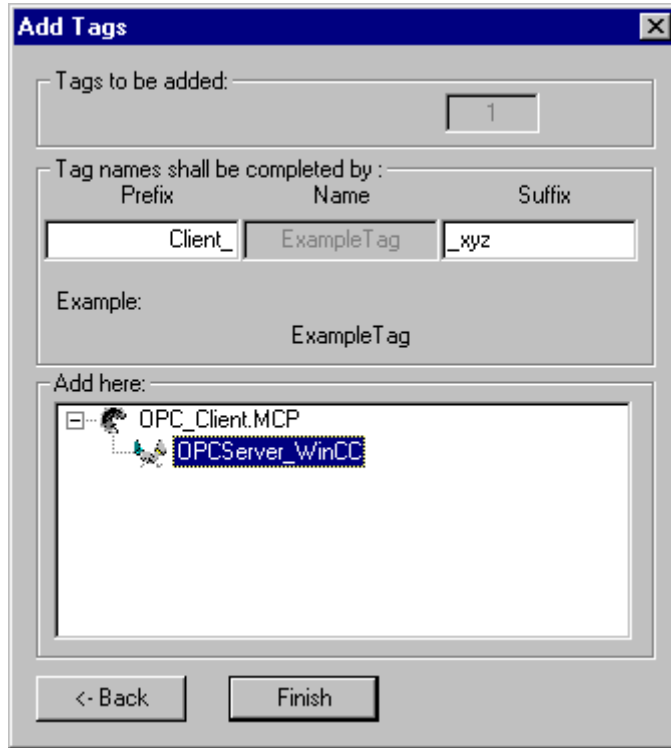 Add Tags
Tags to be added:
1
Tag names shall be completed by :
Prefix Name Suffix
Client_ ExampleTag _xyz
Example:
ExampleTag
Add here:
OPC_Client.MCP
OPCServer_WinCC
<- Back Finish